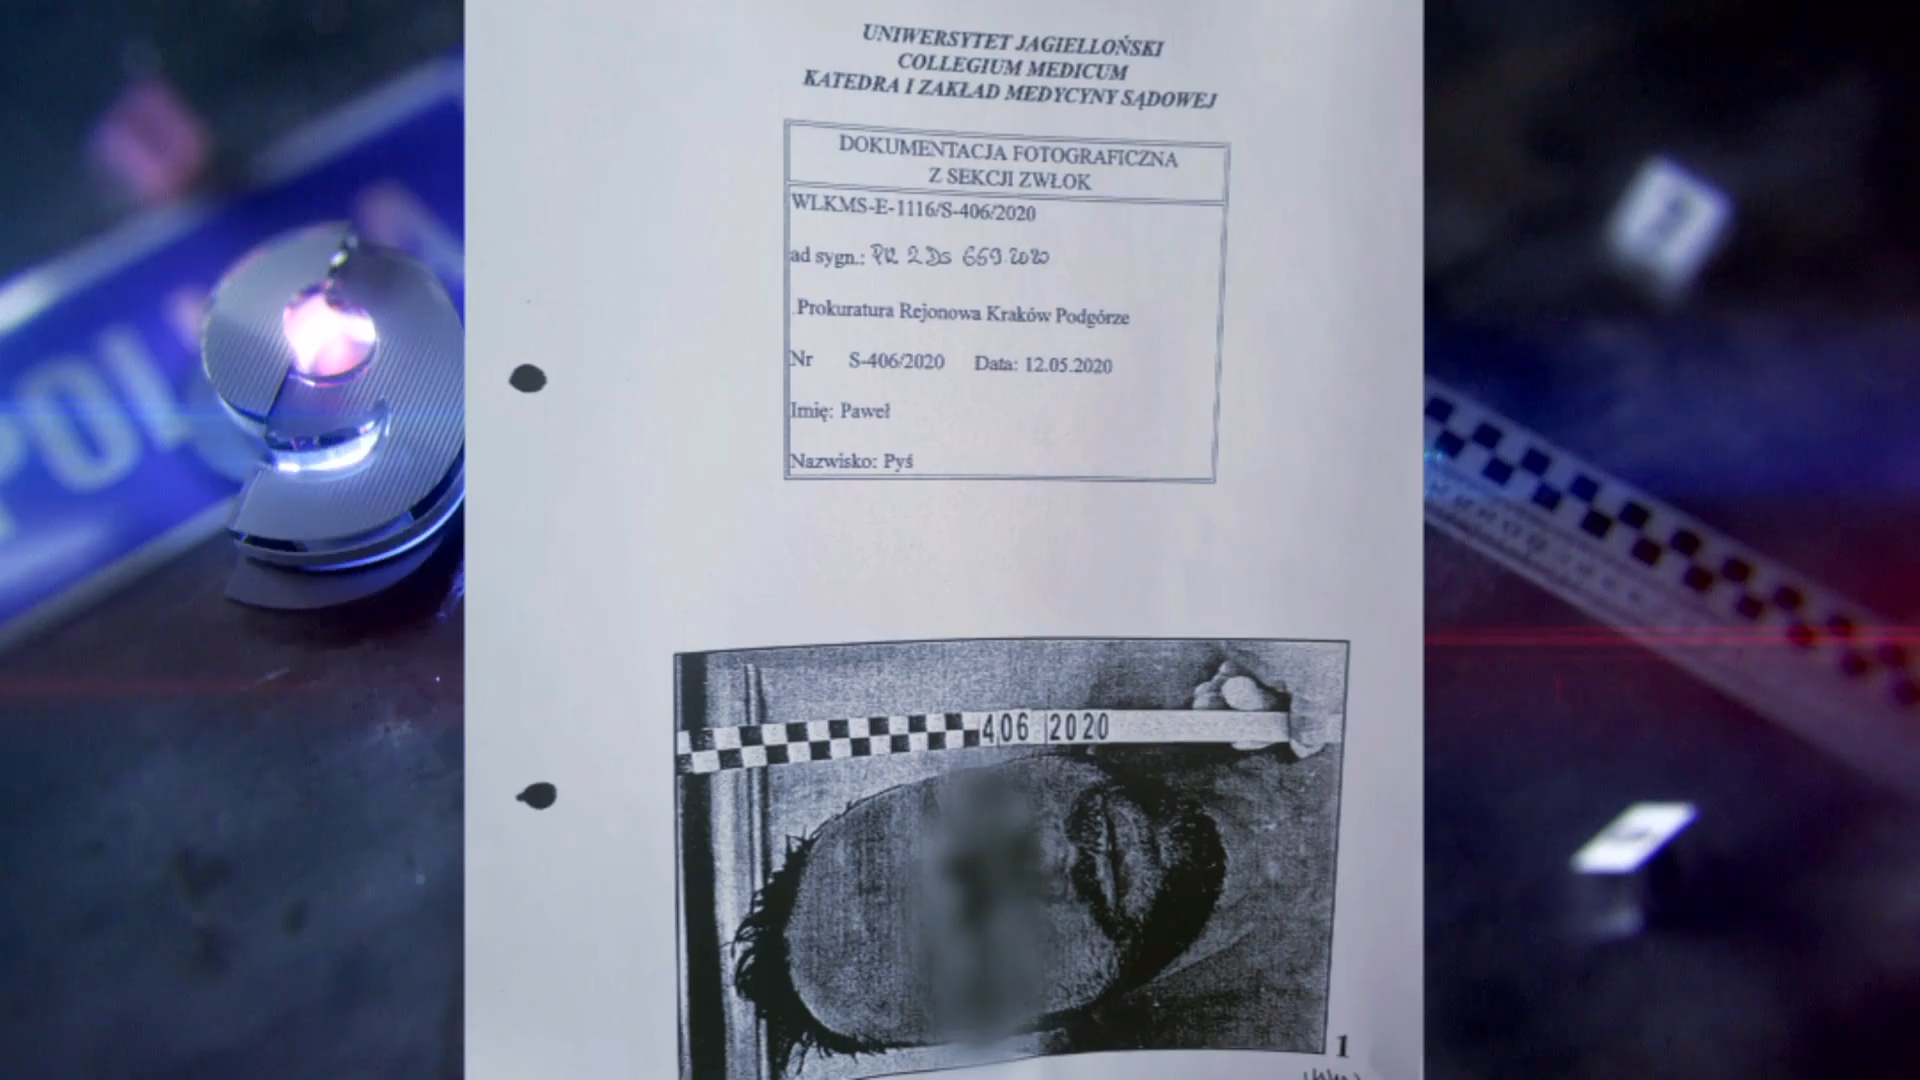 UNIWERSYTET JAGIELLOŃSKI
COLLEGIUM MEDICUM
KATEDRA I ZAKŁAD MEDYCYNY SĄDOWEJ
DOKUMENTACJA FOTOGRAFICZNA
Z SEKCJI ZWŁOK
WLKMS-E-1116/S-406/2020
ad sygn.: PR 2 Ds 669 2020
Prokuratura Rejonowa Kraków Podgórze
Nr S-406/2020 Data: 12.05.2020
Imię: Paweł
Nazwisko: Pyś
406 2020
1
POL